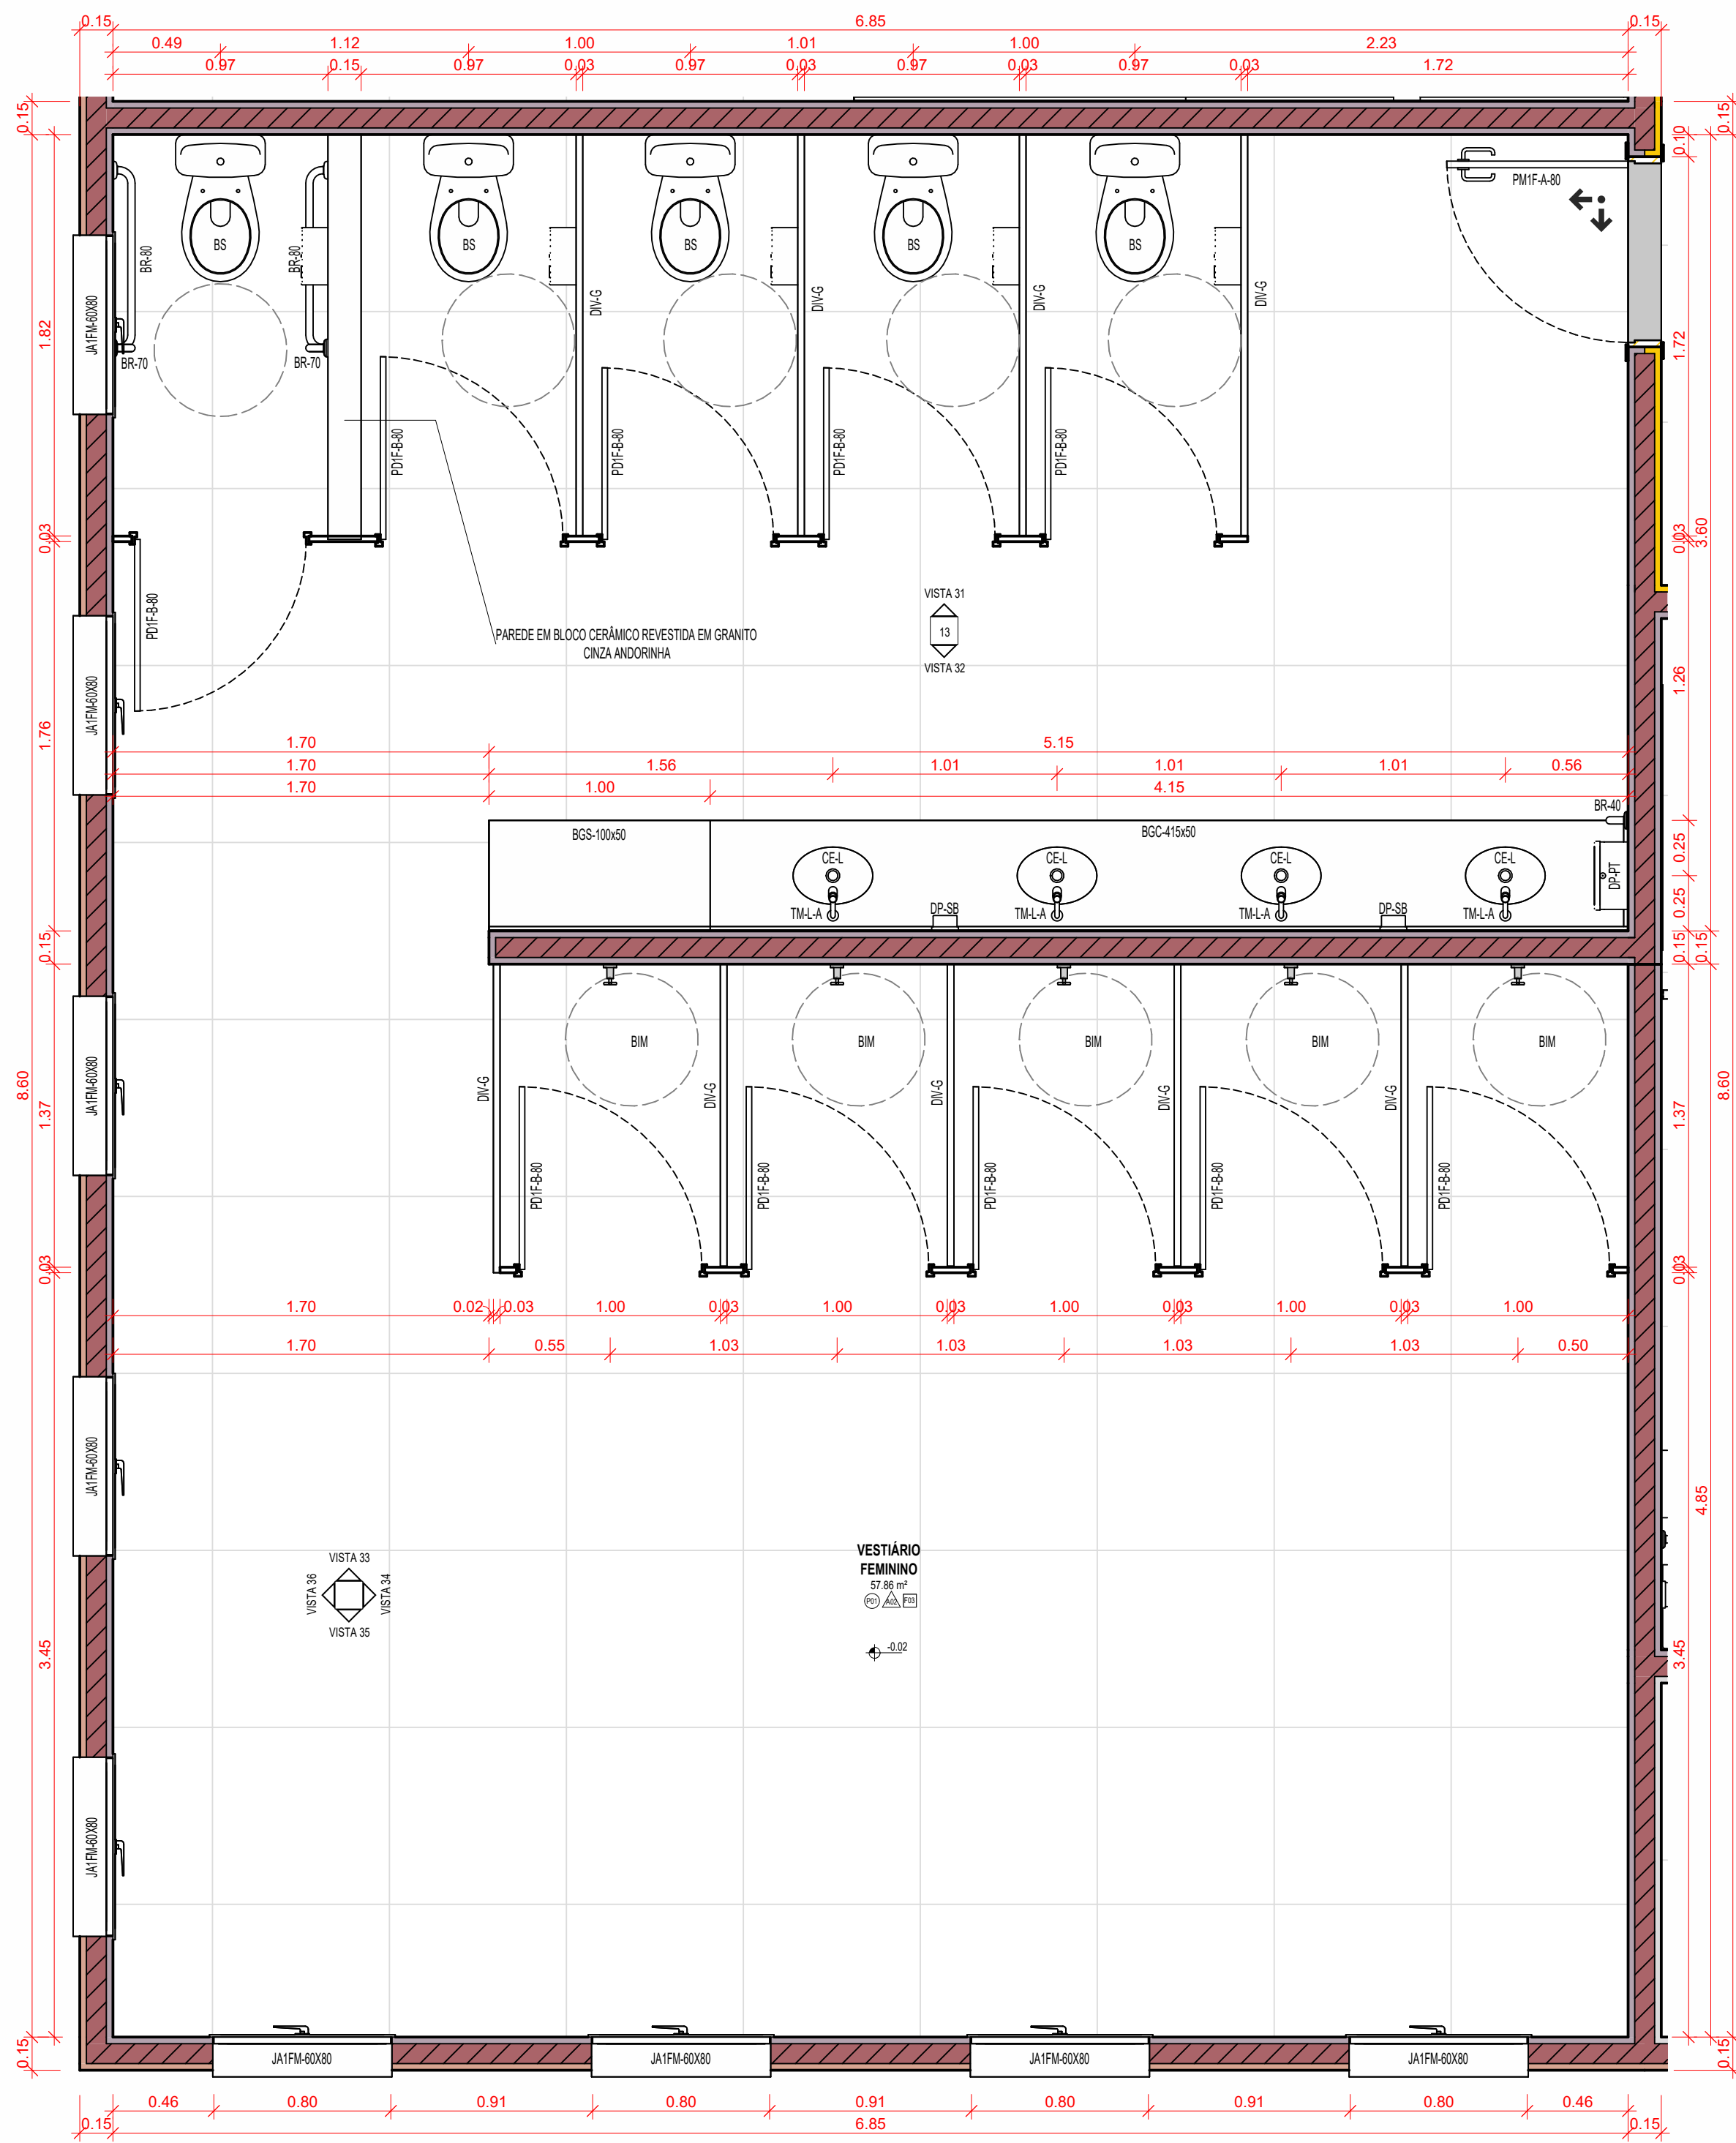 0.15
6.85
0.15
0.49
1.12
1.00
1.01
1.00
2.23
0.97
0.15
0.97
0.03
0.97
0.03
0.97
0.03
0.97
0.03
1.72
0.15
0.15
0.10
PM1F-A-80
BS
BS
BS
BS
BS
BR-80
BR-80
JA1FM-60X80
DIV-G
DIV-G
DIV-G
DIV-G
1.82
1.72
BR-70
BR-70
PD1F-B-80
PD1F-B-80
PD1F-B-80
PD1F-B-80
0.03
0.03
3.60
PD1F-B-80
VISTA 31
13
VISTA 32
PAREDE EM BLOCO CERÂMICO REVESTIDA EM GRANITO
CINZA ANDORINHA
JA1FM-60X80
1.76
1.26
1.70
5.15
1.70
1.56
1.01
1.01
1.01
0.56
1.70
1.00
4.15
BR-40
BGS-100x50
BGC-415x50
CE-L
CE-L
CE-L
CE-L
DP-PT
0.25
0.25
TM-L-A
DP-SB
TM-L-A
TM-L-A
DP-SB
TM-L-A
0.15
0.15
0.15
BIM
BIM
BIM
BIM
BIM
8.60
1.37
JA1FM-60X80
DIV-G
DIV-G
DIV-G
DIV-G
DIV-G
1.37
8.60
PD1F-B-80
PD1F-B-80
PD1F-B-80
PD1F-B-80
PD1F-B-80
0.03
0.03
1.70
0.02
0.03
1.00
0.03
1.00
0.03
1.00
0.03
1.00
0.03
1.00
1.70
0.55
1.03
1.03
1.03
1.03
0.50
JA1FM-60X80
4.85
VESTIÁRIO
FEMININO
57.86 m²
P01
A02
F03
-0.02
VISTA 33
VISTA 36
VISTA 34
VISTA 35
3.45
3.45
JA1FM-60X80
0.15
JA1FM-60X80
JA1FM-60X80
JA1FM-60X80
JA1FM-60X80
0.15
0.46
0.80
0.91
0.80
0.91
0.80
0.91
0.80
0.46
0.15
6.85
0.15